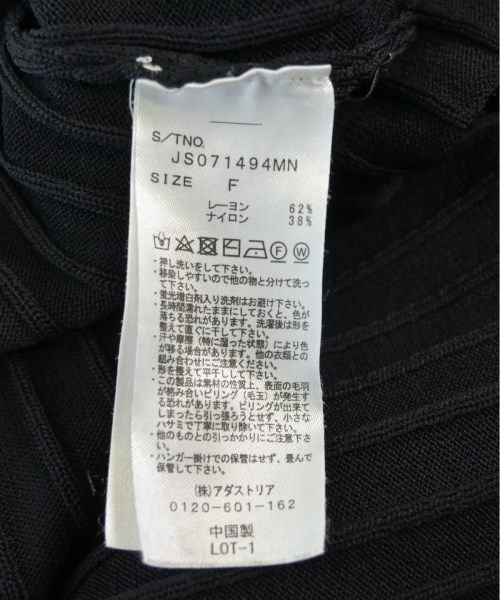 S/TNO.
JS071494MN
SIZE F
レーヨン 62%
ナイロン 38%
F W
・押し洗いをして下さい。
・移染しやすいので他の物と分けて洗っ
て下さい。
・蛍光増白剤入り洗剤はお避け下さい。
・長時間濡れたままにしておくと、色が
落ちる恐れがあります。洗濯後は形を
整えて直ぐに干して下さい。
・汗や摩擦(特に湿った状態)により色
が移る場合があります。他の衣類との
組み合わせにご注意ください。
・形を整えて平干しして下さい。
・この製品は素材の性質上、表面の毛羽
が絡み合いピリング(毛玉)が発生す
る恐れがあります。ピリングが出来て
しまったら引っ張ろうとせず、小さな
ハサミで丁寧に取り除いて下さい。
・他のものとの引っかかりにご注意下さ
い。
・ハンガー掛けでの保管はせず、畳んで
保管して下さい。
(株)アダストリア
0120-601-162
中国製
LOT-1